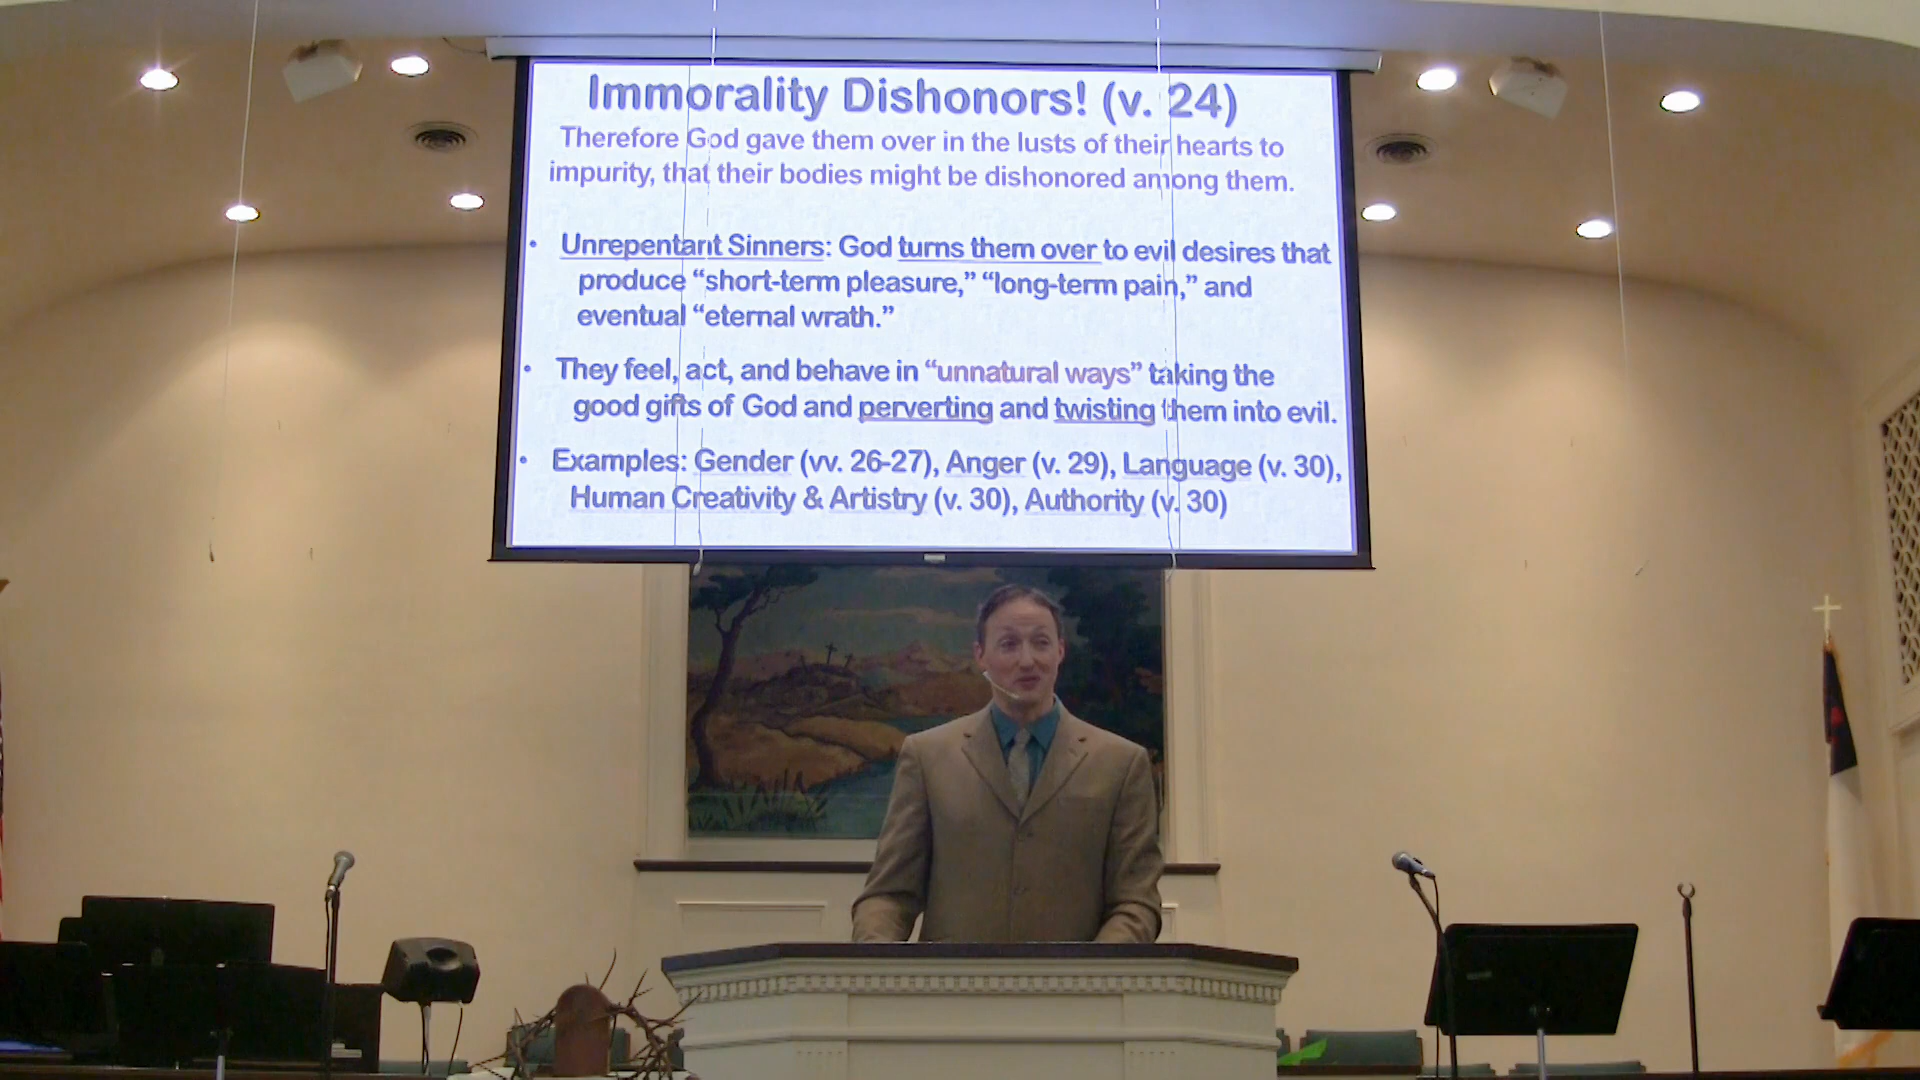 Immorality Dishonors! (v. 24)
Therefore God gave them over in the lusts of their hearts to
impurity, that their bodies might be dishonored among them.
• Unrepentant Sinners: God turns them over to evil desires that
produce “short-term pleasure,” “long-term pain,” and
eventual “eternal wrath.”
• They feel, act, and behave in “unnatural ways” taking the
good gifts of God and perverting and twisting them into evil.
• Examples: Gender (vv. 26-27), Anger (v. 29), Language (v. 30),
Human Creativity & Artistry (v. 30), Authority (v. 30)